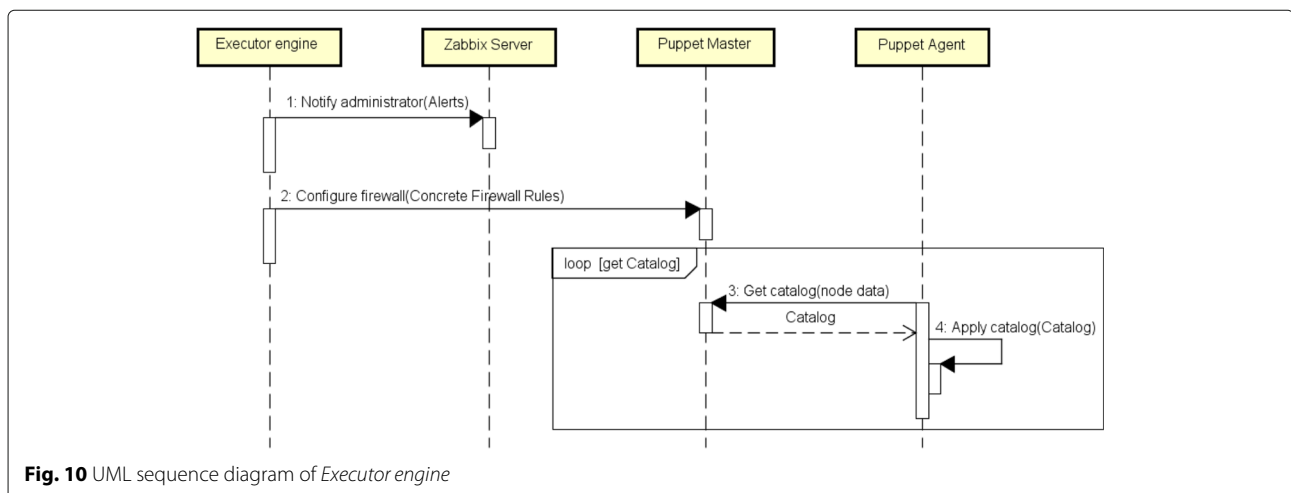 Executor engine
Zabbix Server
Puppet Master
Puppet Agent
1: Notify administrator(Alerts)
2: Configure firewall(Concrete Firewall Rules)
loop [get Catalog]
3: Get catalog(node data)
Catalog
4: Apply catalog(Catalog)
Fig. 10 UML sequence diagram of Executor engine